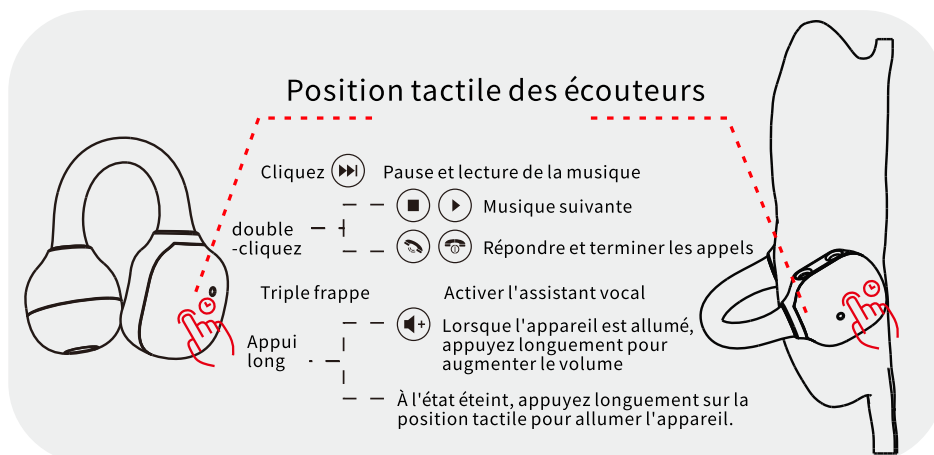 Position tactile des écouteurs
Cliquez Pause et lecture de la musique
Musique suivante
double
-cliquez
Répondre et terminer les appels
Triple frappe Activer l'assistant vocal
Appui
long
Lorsque l'appareil est allumé,
appuyez longuement pour
augmenter le volume
À l'état éteint, appuyez longuement sur la
position tactile pour allumer l'appareil.